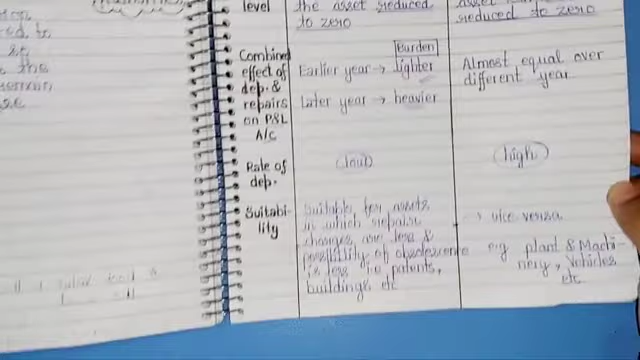 level
the asset reduced
to zero
reduced to zero
Combined
effect of
dep. &
repairs
on P&L
A/C
Burden
Earlier year → lighter
Later year → heavier
Almost equal over
different year
Rate of
dep.
(low)
(high)
Suitabi-
lity
Suitable for assets
in which repair
charges are less &
possibility of obsolescence
is less i.e patents,
buildings etc
→ vice versa
e.g plant & Machi-
nery, Vehicles
etc.